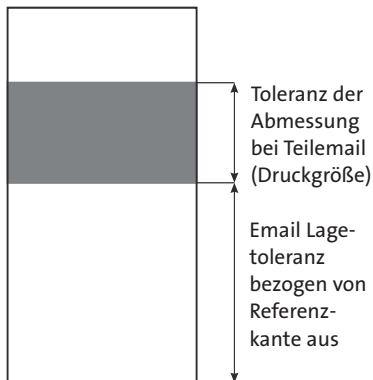 Toleranz der
Abmessung
bei Teilemail
(Druckgröße)
Email Lage-
toleranz
bezogen von
Referenz-
kante aus